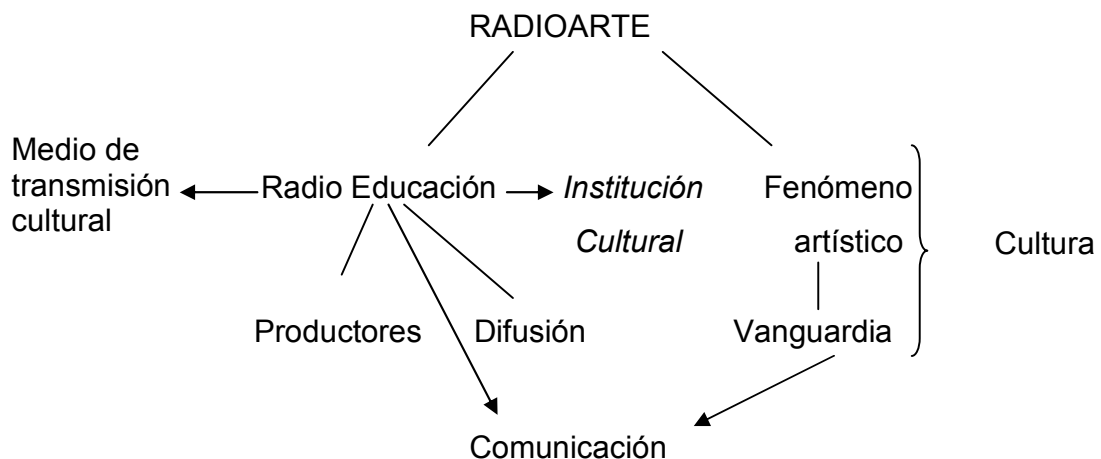 RADIOARTE
Medio de
transmisión
cultural
Radio Educación
Institución
Cultural
Fenómeno
artístico
Cultura
Productores
Difusión
Vanguardia
Comunicación